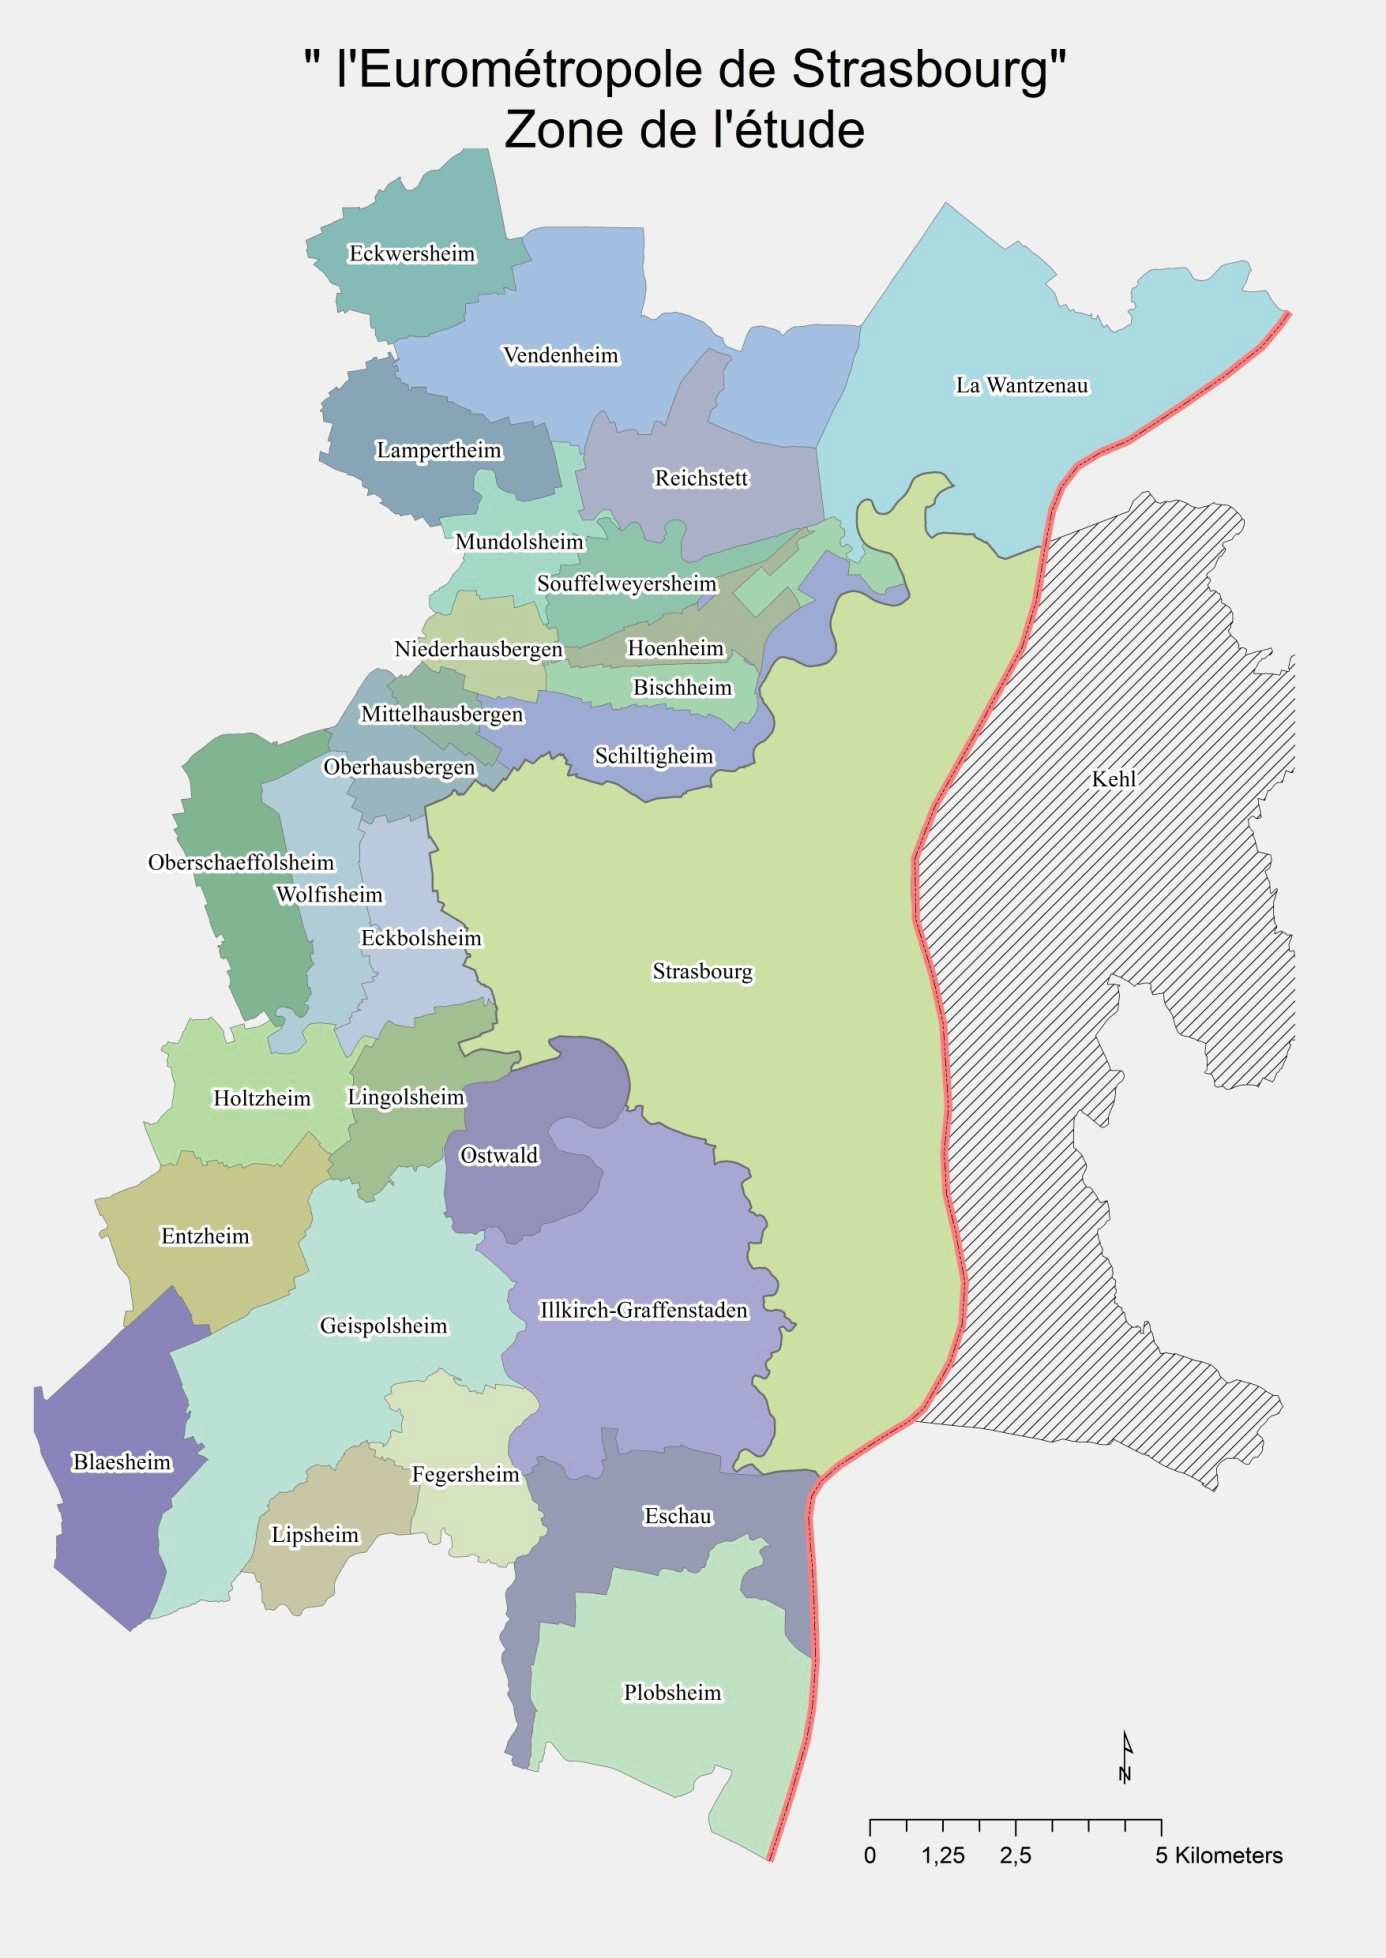 " l'Eurométropole de Strasbourg"
Zone de l'étude
Eckwersheim
Vendenheim
La Wantzenau
Lampertheim
Reichstett
Mundolsheim
Souffelweyersheim
Niederhausbergen
Hoenheim
Bischheim
Mittelhausbergen
Schiltigheim
Oberhausbergen
Kehl
Oberschaeffolsheim
Wolfisheim
Eckbolsheim
Strasbourg
Holtzheim
Lingolsheim
Ostwald
Entzheim
Illkirch-Graffenstaden
Geispolsheim
Blaesheim
Fegersheim
Eschau
Lipsheim
Plobsheim
N
0 1,25 2,5 5 Kilometers